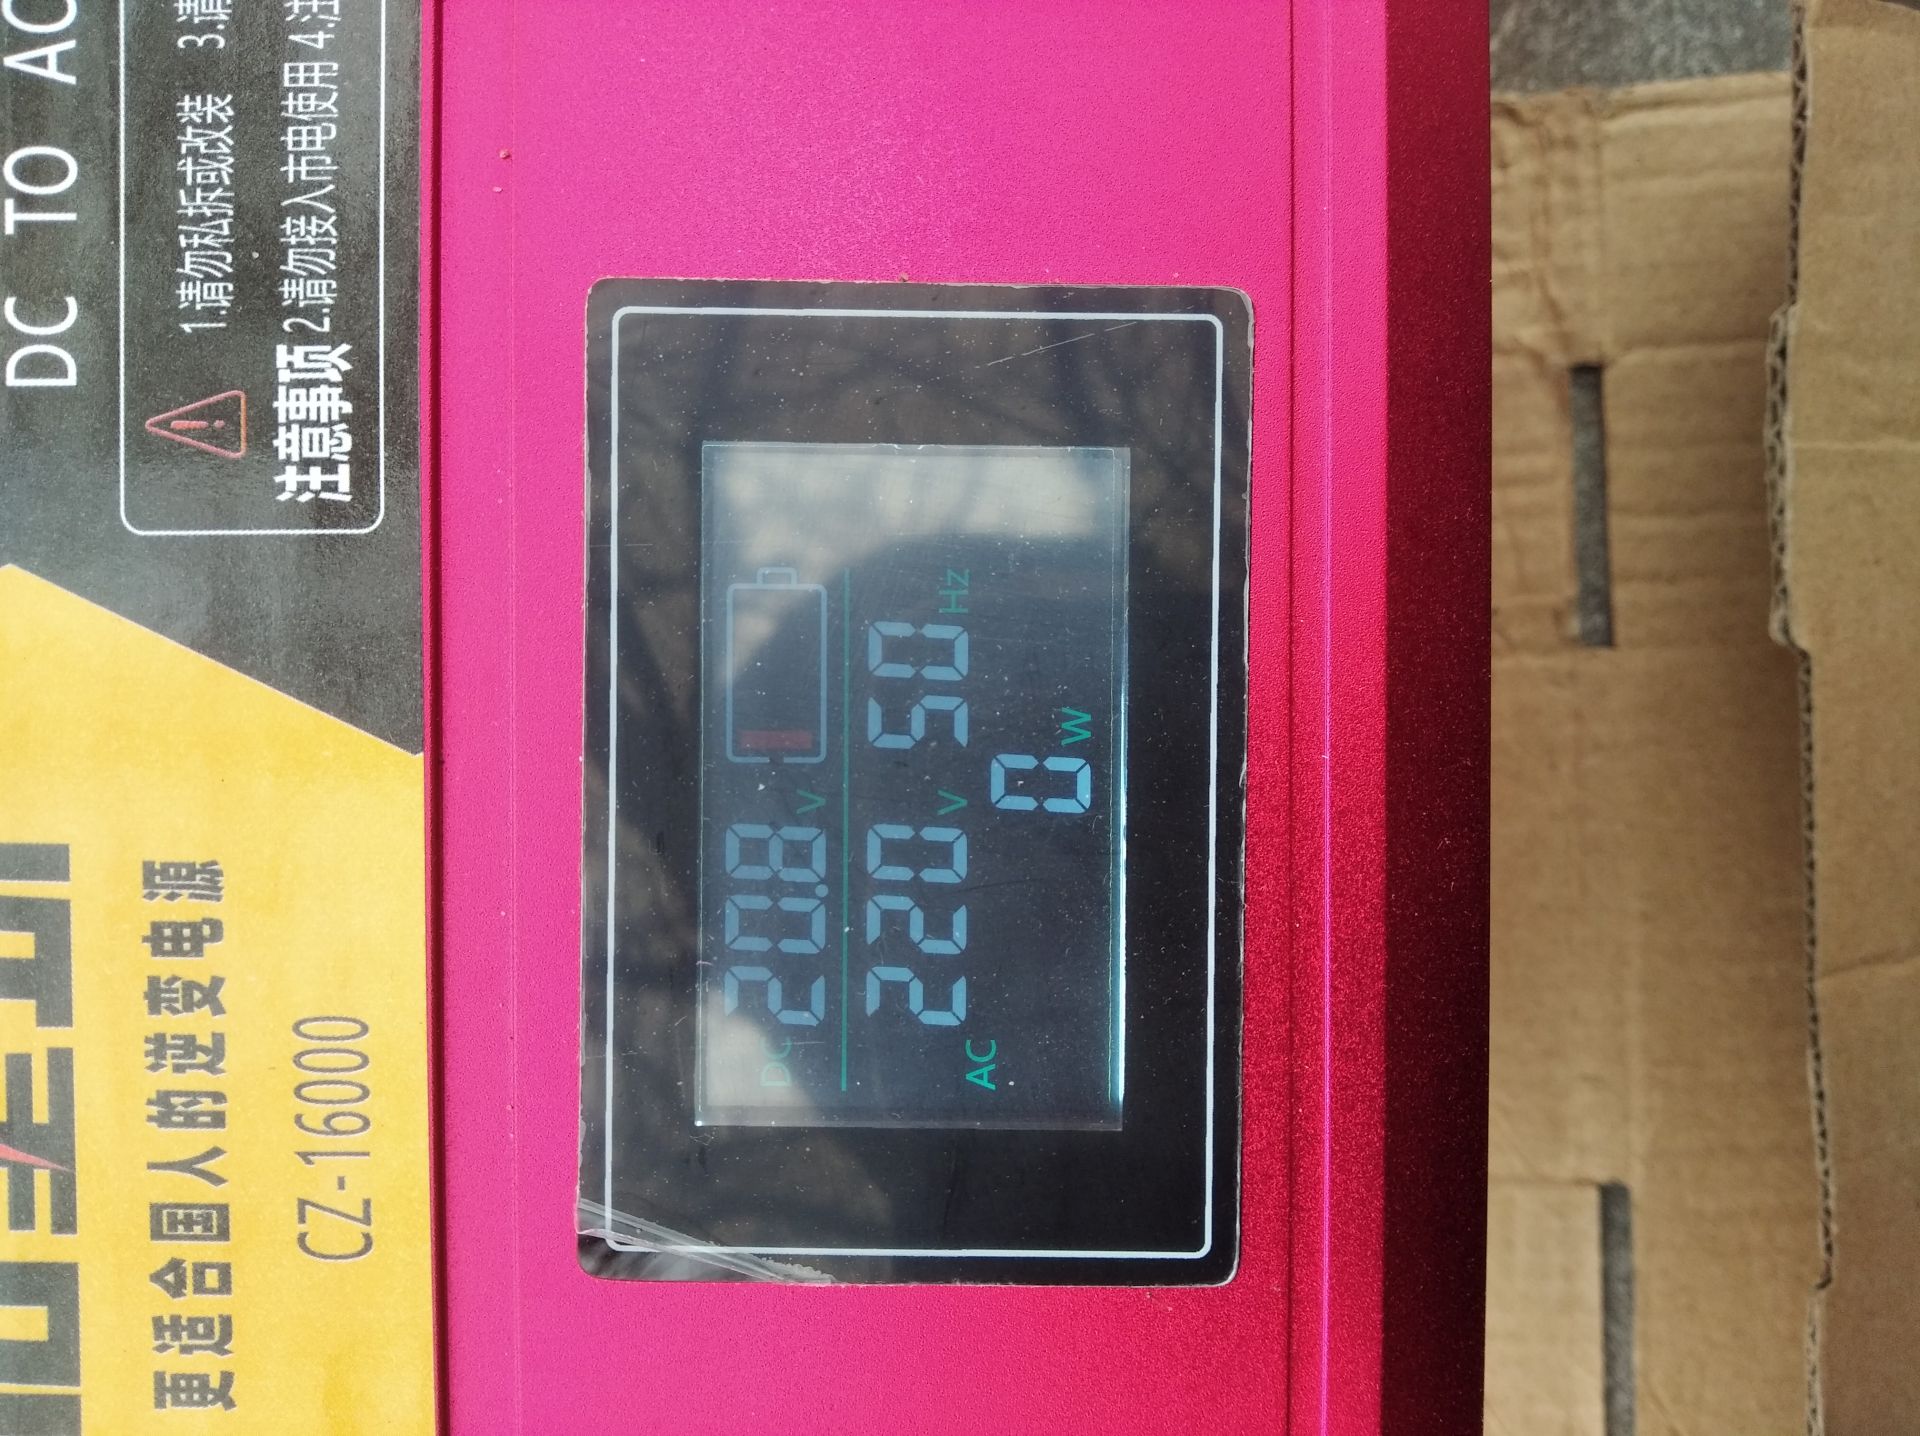 DC TO AC
1.请勿私拆或改装 3.请
注意事项 2.请勿接入市电使用 4.注
更适合国人的逆变电源
CZ-16000
DC 20.8 V
AC 220 V 50 Hz
0 W